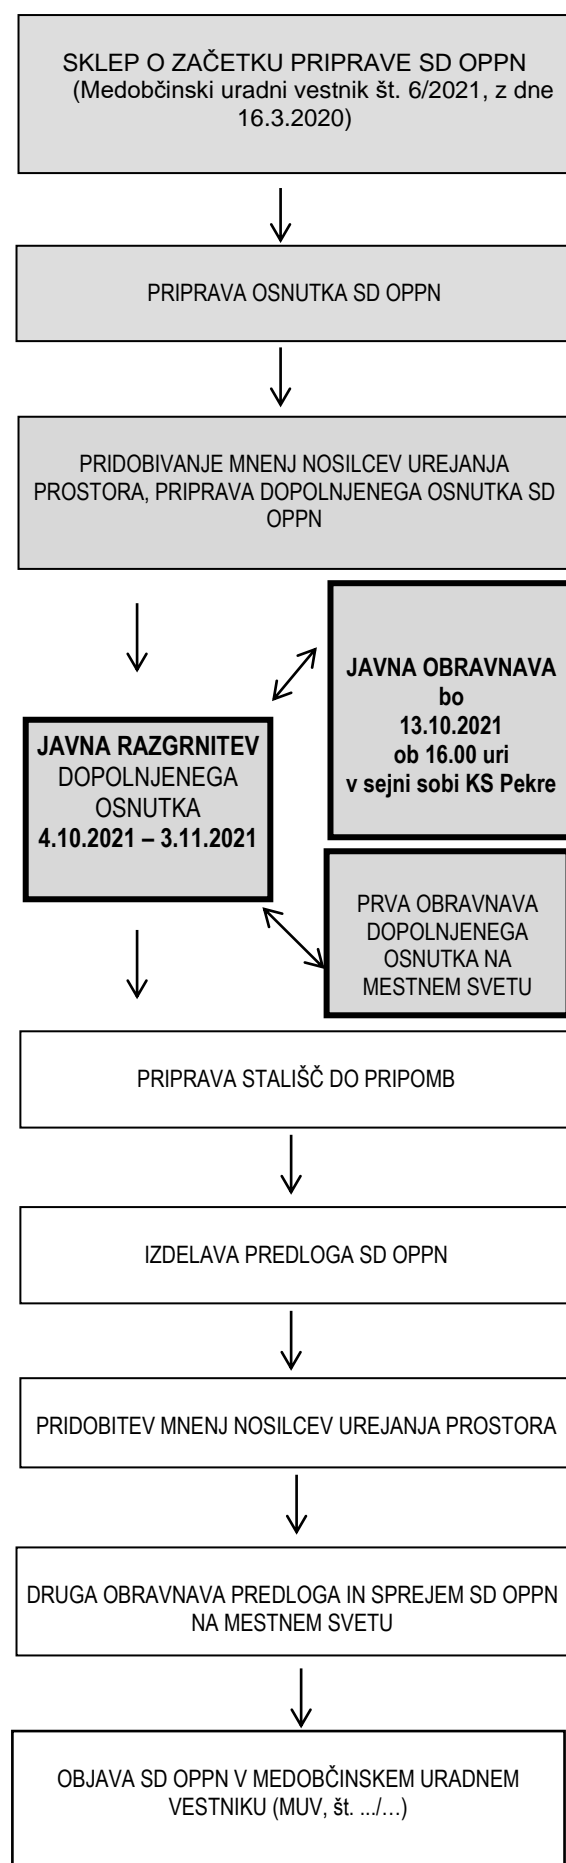 SKLEP O ZAČETKU PRIPRAVE SD OPPN
(Medobčinski uradni vestnik št. 6/2021, z dne
16.3.2020)
PRIPRAVA OSNUTKA SD OPPN
PRIDOBIVANJE MNENJ NOSILCEV UREJANJA
PROSTORA, PRIPRAVA DOPOLNJENEGA OSNUTKA SD
OPPN
JAVNA OBRAVNAVA
bo
13.10.2021
ob 16.00 uri
v sejni sobi KS Pekre
JAVNA RAZGRNITEV
DOPOLNJENEGA
OSNUTKA
4.10.2021 – 3.11.2021
PRVA OBRAVNAVA
DOPOLNJENEGA
OSNUTKA NA
MESTNEM SVETU
PRIPRAVA STALIŠČ DO PRIPOMB
IZDELAVA PREDLOGA SD OPPN
PRIDOBITEV MNENJ NOSILCEV UREJANJA PROSTORA
DRUGA OBRAVNAVA PREDLOGA IN SPREJEM SD OPPN
NA MESTNEM SVETU
OBJAVA SD OPPN V MEDOBČINSKEM URADNEM
VESTNIKU (MUV, št. .../…)